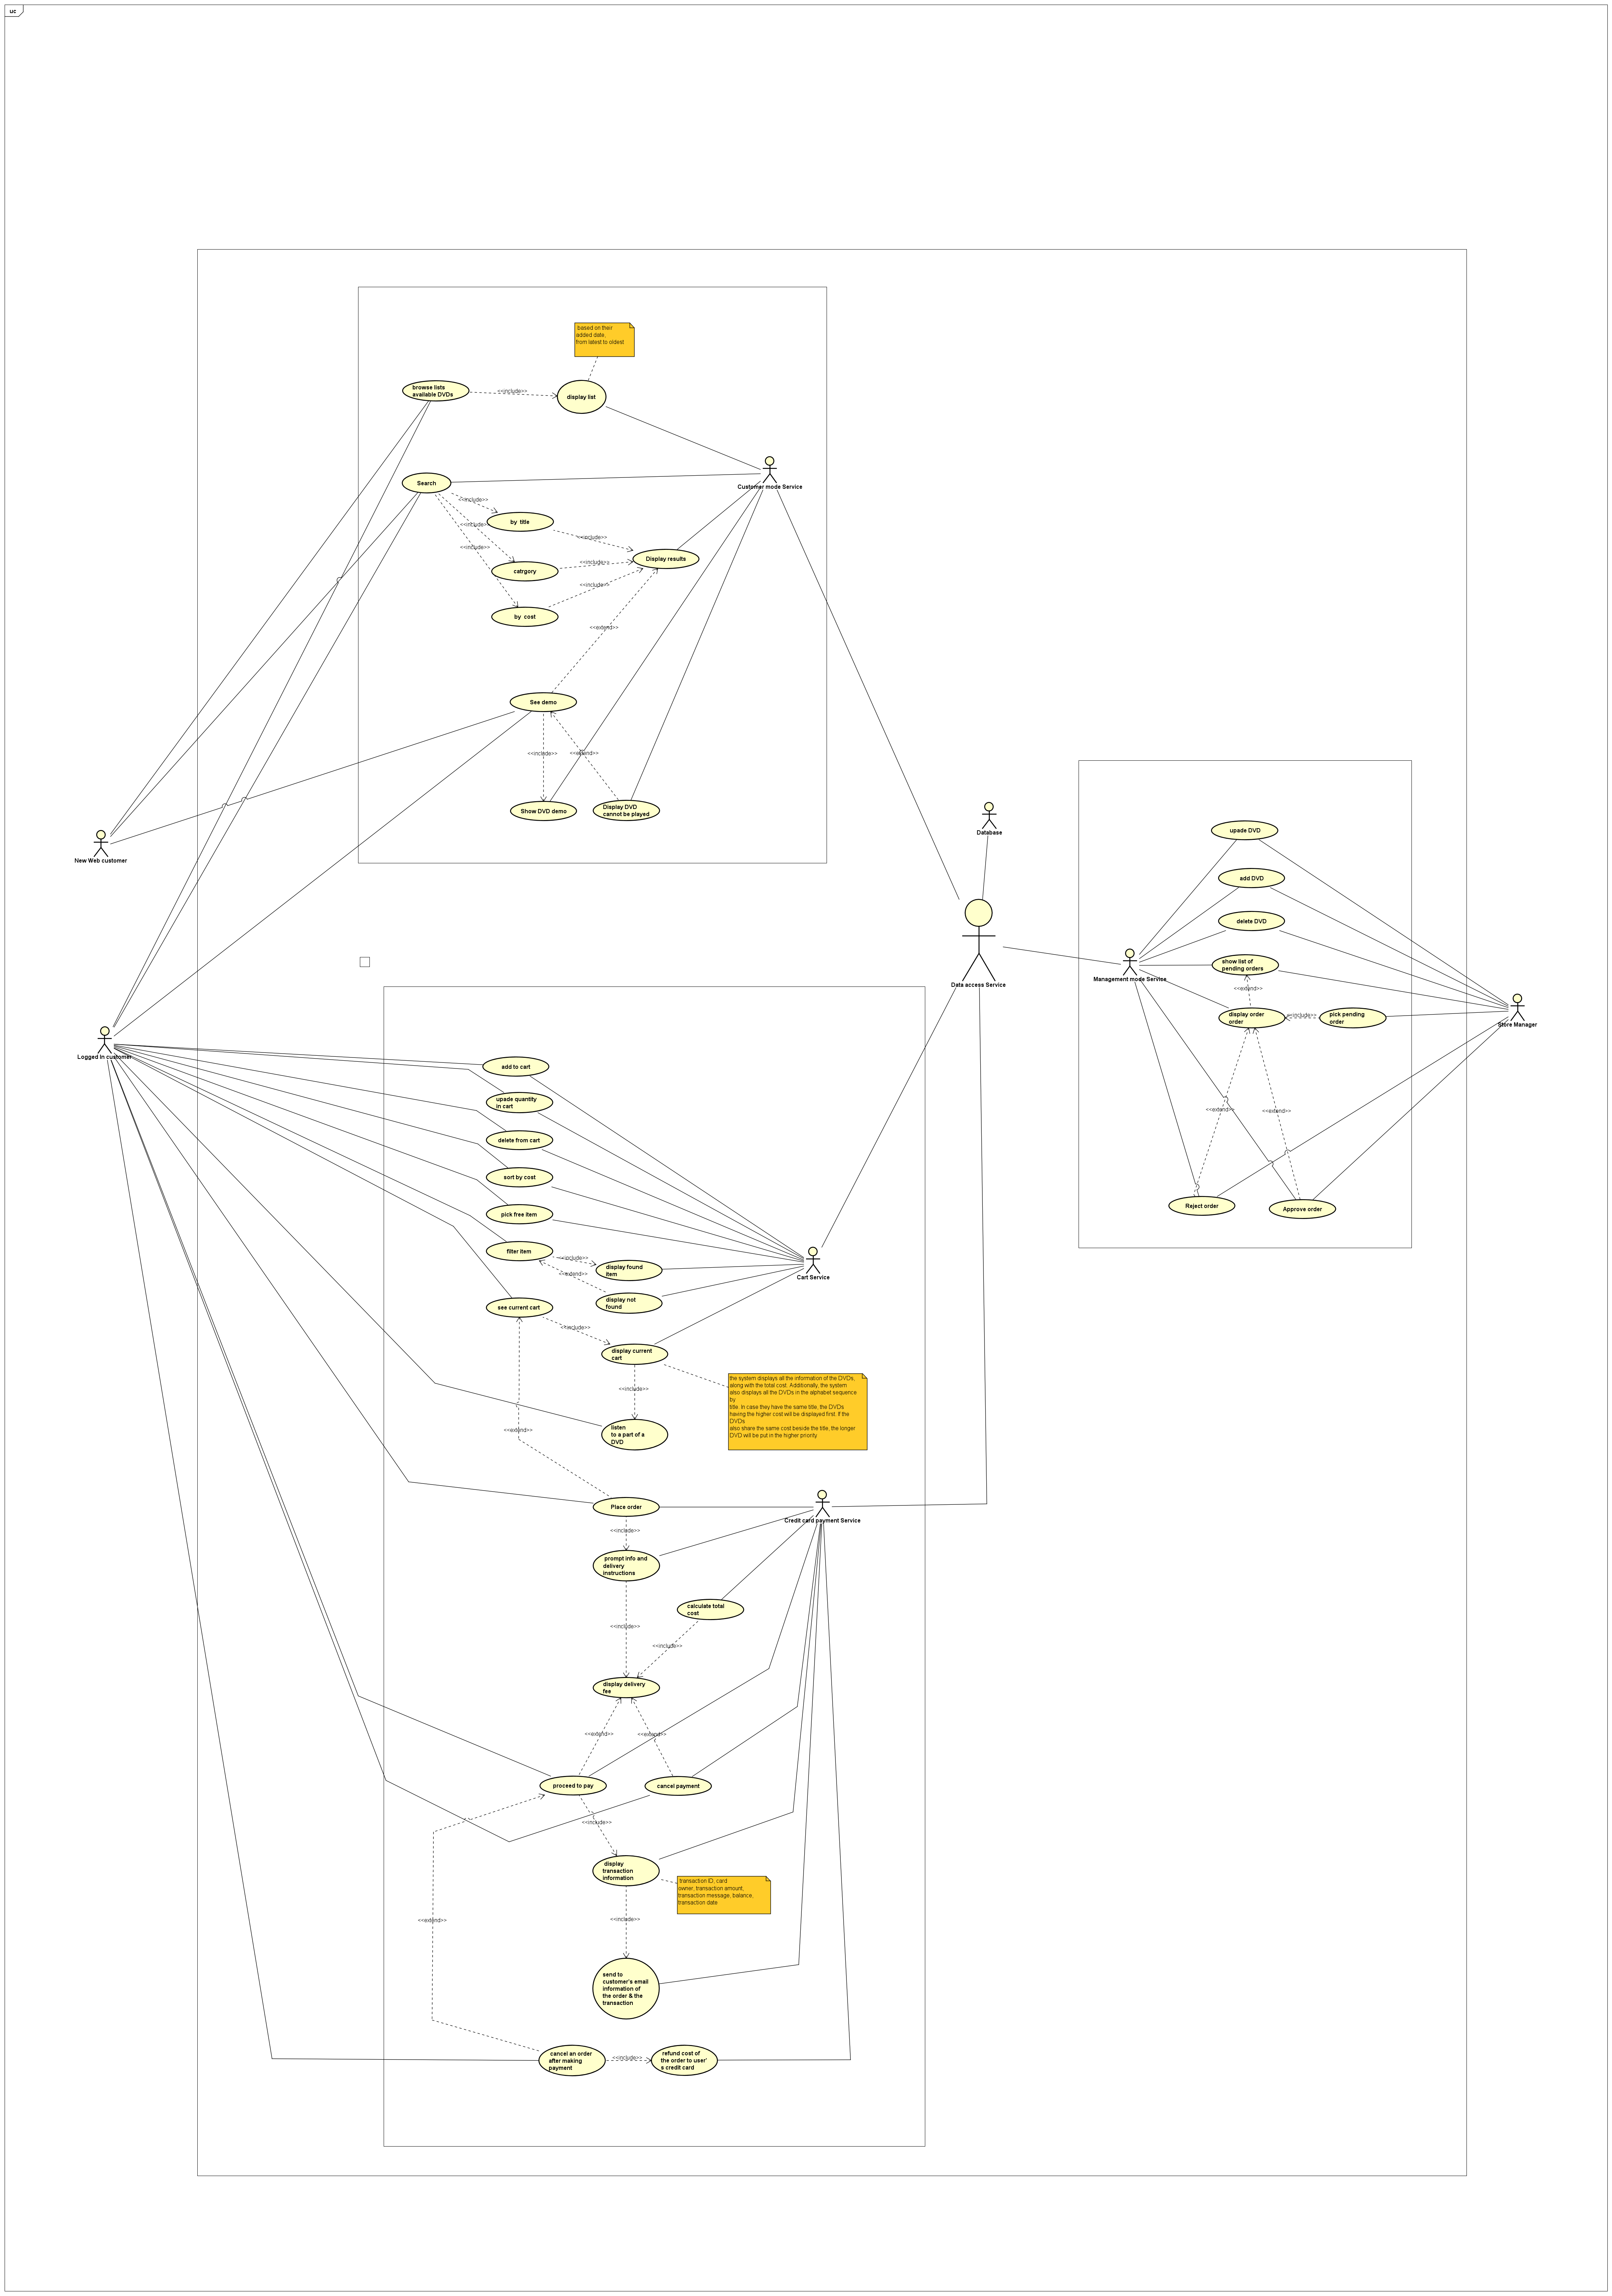 uc
based on their
added date,
from latest to oldest
browse lists
available DVDs
<<include>>
display list
Customer mode Service
Search
<<include>>
by title
<<include>>
<<include>>
<<include>>
Display results
catrgory
<<include>>
<<include>>
by cost
<<extend>>
See demo
<<include>>
<<extend>>
Show DVD demo
Display DVD
cannot be played
New Web customer
Database
Data access Service
upade DVD
add DVD
delete DVD
show list of
pending orders
Management mode Service
<<extend>>
display order
order
<<include>>
pick pending
order
Store Manager
<<extend>>
<<extend>>
Reject order
Approve order
Logged In customer
add to cart
upade quantity
in cart
delete from cart
sort by cost
pick free item
filter item
<<include>>
display found
item
<<extend>>
display not
found
Cart Service
see current cart
<<include>>
display current
cart
<<include>>
the system displays all the information of the DVDs,
along with the total cost. Additionally, the system
also displays all the DVDs in the alphabet sequence
by
title. In case they have the same title, the DVDs
having the higher cost will be displayed first. If the
DVDs
also share the same cost beside the title, the longer
DVD will be put in the higher priority
listen
to a part of a
DVD
<<extend>>
Place order
Credit card payment Service
<<include>>
prompt info and
delivery
instructions
calculate total
cost
<<include>>
<<include>>
display delivery
fee
<<extend>>
<<extend>>
proceed to pay
cancel payment
<<include>>
display
transaction
information
transaction ID, card
owner, transaction amount,
transaction message, balance,
transaction date
<<extend>>
<<include>>
send to
customer's email
information of
the order & the
transaction
cancel an order
after making
payment
<<include>>
refund cost of
the order to user'
s credit card